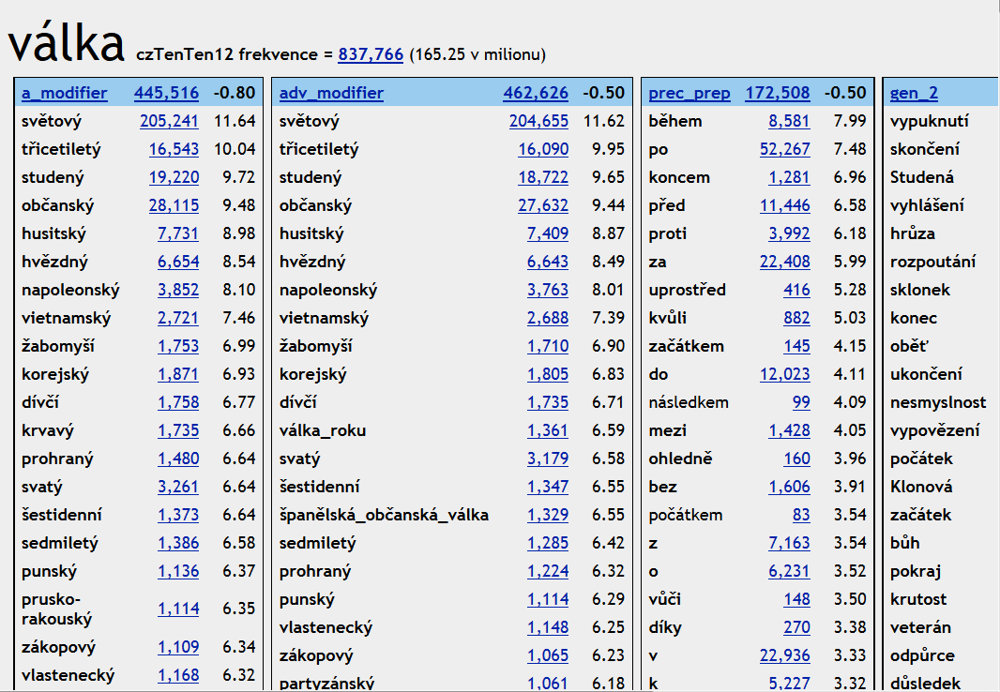 válka czTenTen12 frekvence = 837,766 (165.25 v milionu)
a_modifier 445,516 -0.80
světový 205,241 11.64
třicetiletý 16,543 10.04
studený 19,220 9.72
občanský 28,115 9.48
husitský 7,731 8.98
hvězdný 6,654 8.54
napoleonský 3,852 8.10
vietnamský 2,721 7.46
žabomyší 1,753 6.99
korejský 1,871 6.93
dívčí 1,758 6.77
krvavý 1,735 6.66
prohraný 1,480 6.64
svatý 3,261 6.64
šestidenní 1,373 6.64
sedmiletý 1,386 6.58
punský 1,136 6.37
prusko-
rakouský 1,114 6.35
zákopový 1,109 6.34
vlastenecký 1,168 6.32
adv_modifier 462,626 -0.50
světový 204,655 11.62
třicetiletý 16,090 9.95
studený 18,722 9.65
občanský 27,632 9.44
husitský 7,409 8.87
hvězdný 6,643 8.49
napoleonský 3,763 8.01
vietnamský 2,688 7.39
žabomyší 1,710 6.90
korejský 1,805 6.83
dívčí 1,735 6.71
válka_roku 1,361 6.59
svatý 3,179 6.58
šestidenní 1,347 6.55
španělská_občanská_válka 1,329 6.55
sedmiletý 1,285 6.42
prohraný 1,224 6.32
punský 1,114 6.29
vlastenecký 1,148 6.25
zákopový 1,065 6.23
partyzánský 1,061 6.18
prec_prep 172,508 -0.50
během 8,581 7.99
po 52,267 7.48
koncem 1,281 6.96
před 11,446 6.58
proti 3,992 6.18
za 22,408 5.99
uprostřed 416 5.28
kvůli 882 5.03
začátkem 145 4.15
do 12,023 4.11
následkem 99 4.09
mezi 1,428 4.05
ohledně 160 3.96
bez 1,606 3.91
počátkem 83 3.54
z 7,163 3.54
o 6,231 3.52
vůči 148 3.50
díky 270 3.38
v 22,936 3.33
k 5,227 3.32
gen_2
vypuknutí
skončení
Studená
vyhlášení
hrůza
rozpoutání
sklonek
konec
oběť
ukončení
nesmyslnost
vypovězení
počátek
Klonová
začátek
bůh
pokraj
krutost
veterán
odpůrce
důsledek